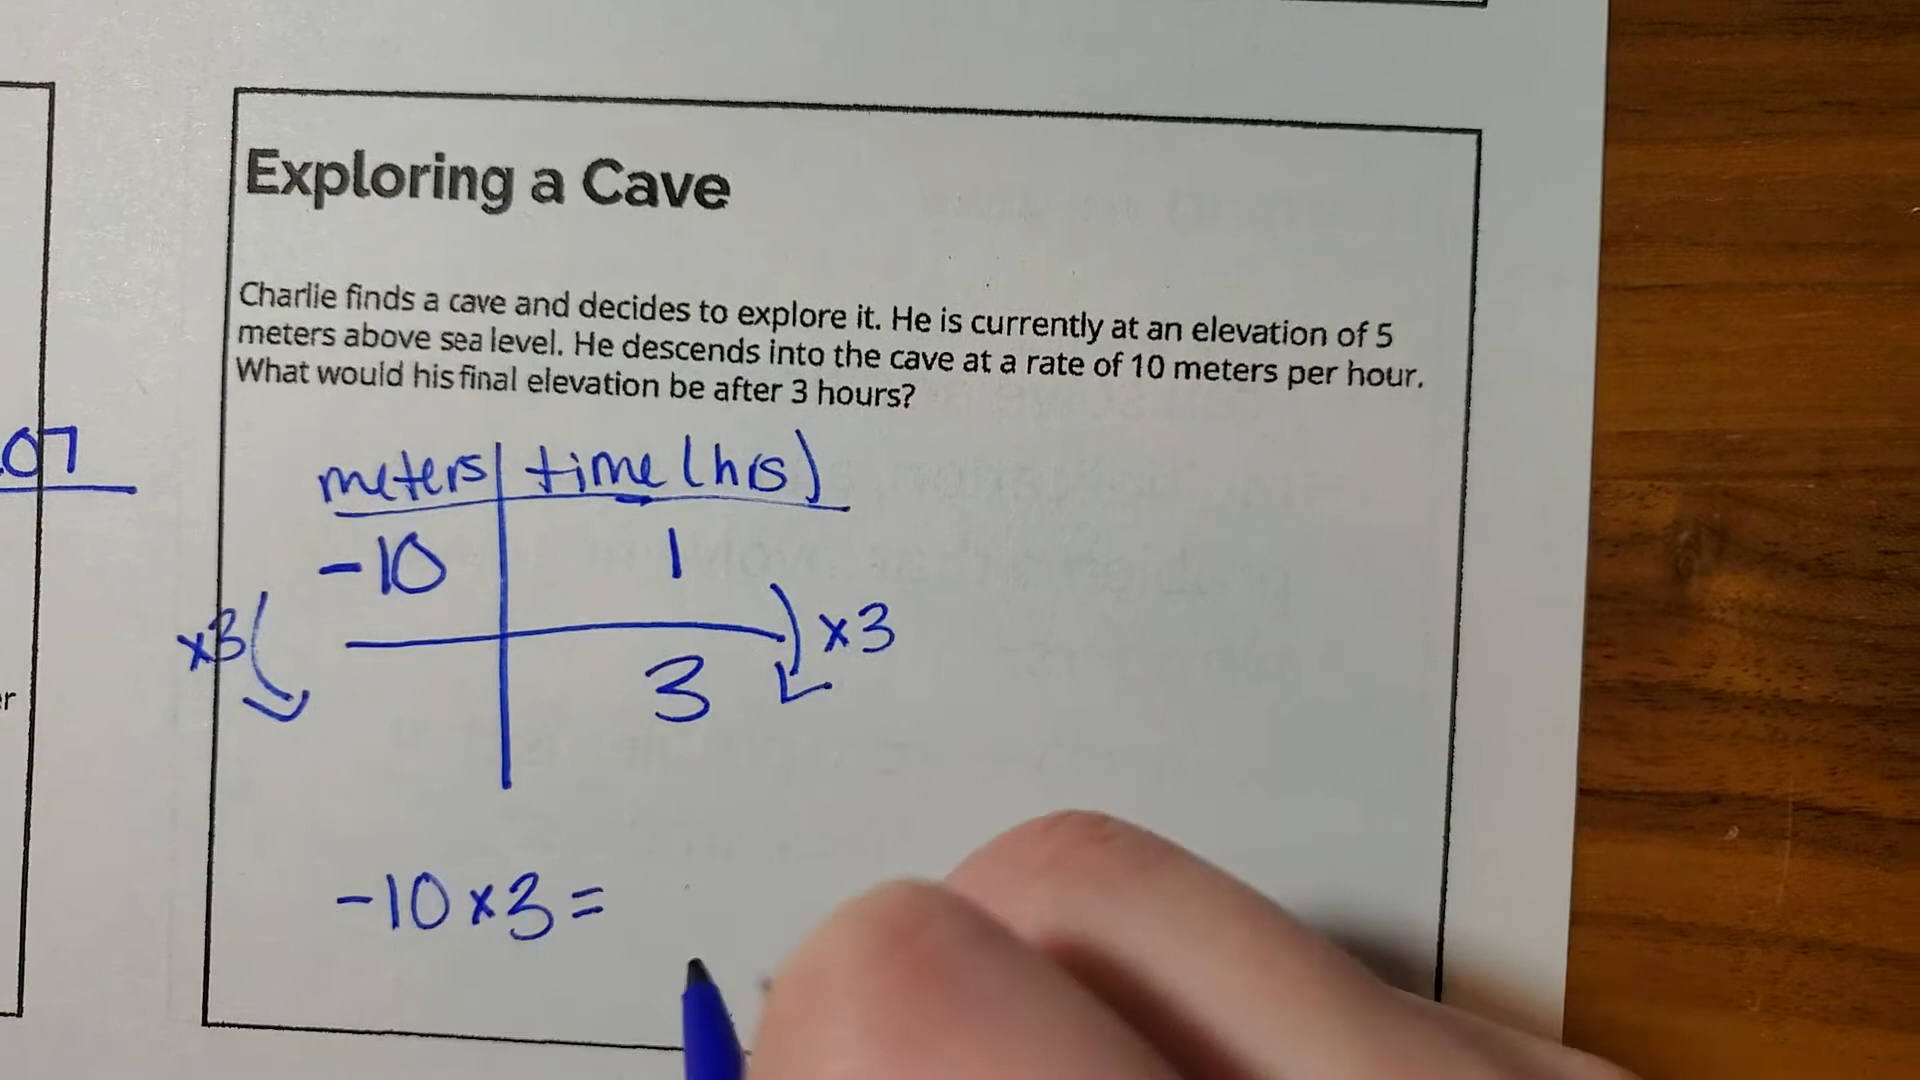 Exploring a Cave
Charlie finds a cave and decides to explore it. He is currently at an elevation of 5
meters above sea level. He descends into the cave at a rate of 10 meters per hour.
What would his final elevation be after 3 hours?
07
meters time (hrs)
-10 1
x3 x3
3
r
-10 x 3 =